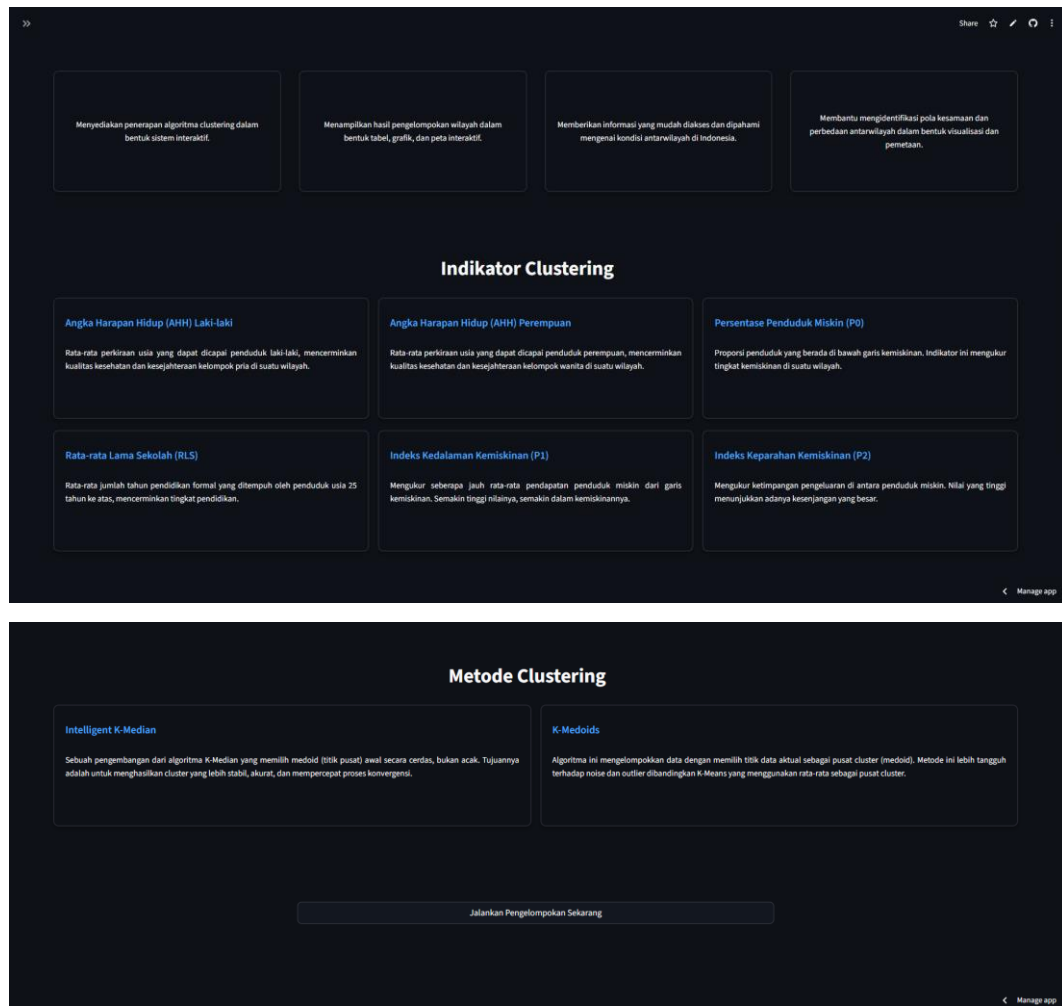 Share
Menyediakan penerapan algoritma clustering dalam
bentuk sistem interaktif.
Menampilkan hasil pengelompokan wilayah dalam
bentuk tabel, grafik, dan peta interaktif.
Memberikan informasi yang mudah diakses dan dipahami
mengenai kondisi antarwilayah di Indonesia.
Membantu mengidentifikasi pola kesamaan dan
perbedaan antarwilayah dalam bentuk visualisasi dan
pemetaan.
Indikator Clustering
Angka Harapan Hidup (AHH) Laki-laki
Rata-rata perkiraan usia yang dapat dicapai penduduk laki-laki, mencerminkan
kualitas kesehatan dan kesejahteraan kelompok pria di suatu wilayah.
Angka Harapan Hidup (AHH) Perempuan
Rata-rata perkiraan usia yang dapat dicapai penduduk perempuan, mencerminkan
kualitas kesehatan dan kesejahteraan kelompok wanita di suatu wilayah.
Persentase Penduduk Miskin (P0)
Proporsi penduduk yang berada di bawah garis kemiskinan. Indikator ini mengukur
tingkat kemiskinan di suatu wilayah.
Rata-rata Lama Sekolah (RLS)
Rata-rata jumlah tahun pendidikan formal yang ditempuh oleh penduduk usia 25
tahun ke atas, mencerminkan tingkat pendidikan.
Indeks Kedalaman Kemiskinan (P1)
Mengukur seberapa jauh rata-rata pendapatan penduduk miskin dari garis
kemiskinan. Semakin tinggi nilainya, semakin dalam kemiskinannya.
Indeks Keparahan Kemiskinan (P2)
Mengukur ketimpangan pengeluaran di antara penduduk miskin. Nilai yang tinggi
menunjukkan adanya kesenjangan yang besar.
Manage app
Metode Clustering
Intelligent K-Median
Sebuah pengembangan dari algoritma K-Median yang memilih medoid (titik pusat) awal secara cerdas, bukan acak. Tujuannya
adalah untuk menghasilkan cluster yang lebih stabil, akurat, dan mempercepat proses konvergensi.
K-Medoids
Algoritma ini mengelompokkan data dengan memilih titik data aktual sebagai pusat cluster (medoid). Metode ini lebih tangguh
terhadap noise dan outlier dibandingkan K-Means yang menggunakan rata-rata sebagai pusat cluster.
Jalankan Pengelompokan Sekarang
Manage app